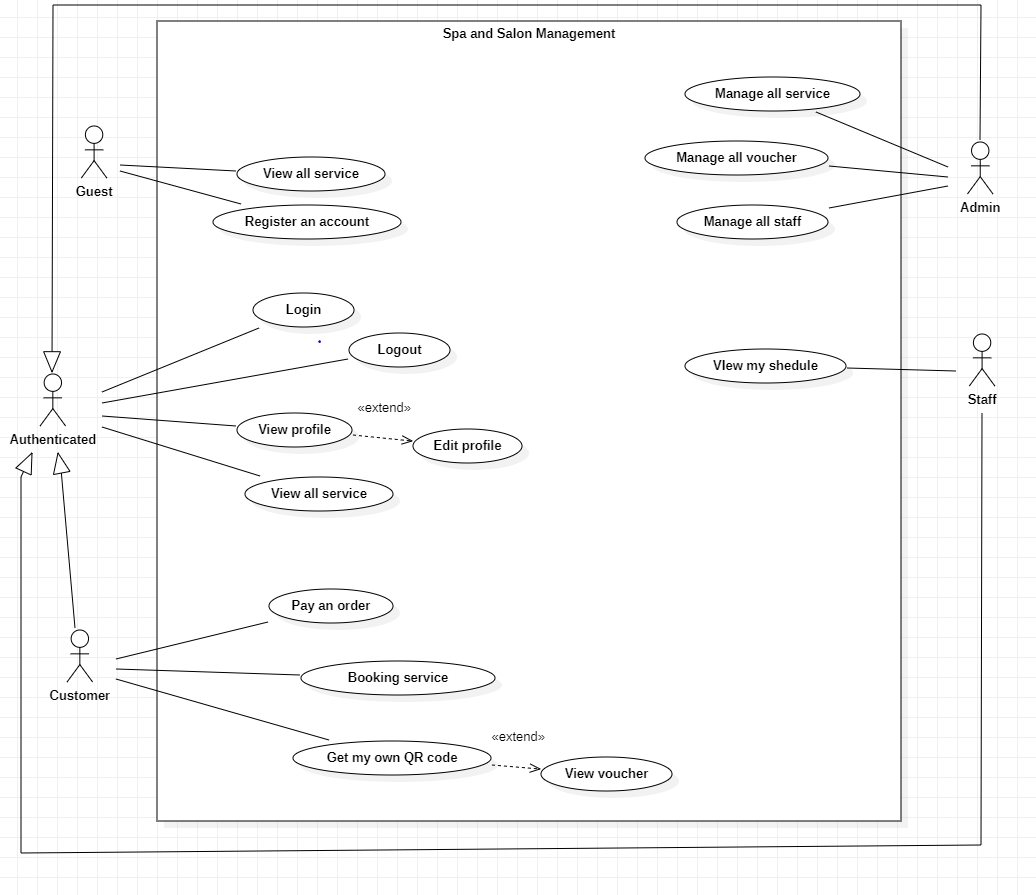 Spa and Salon Management
Manage all service
Guest
View all service
Manage all voucher
Admin
Register an account
Manage all staff
Login
Logout
VIew my shedule
Staff
Authenticated
«extend»
View profile
Edit profile
View all service
Pay an order
Customer
Booking service
«extend»
Get my own QR code
View voucher